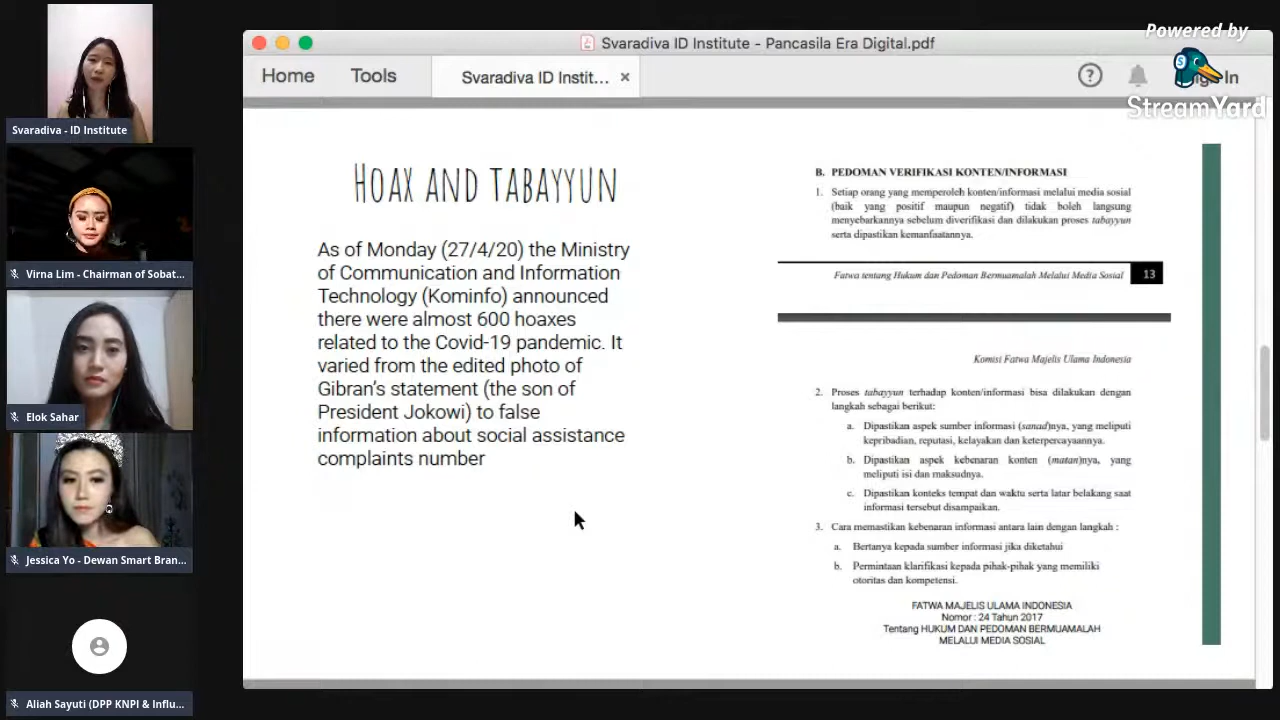 Powered by
StreamYard
Svaradiva ID Institute - Pancasila Era Digital.pdf
Home
Tools
Svaradiva ID Instit...
In
Svaradiva - ID Institute
Virna Lim - Chairman of Sobat...
Elok Sahar
Jessica Yo - Dewan Smart Bran...
Aliah Sayuti (DPP KNPI & Influ...
HOAX AND TABAYYUN
As of Monday (27/4/20) the Ministry
of Communication and Information
Technology (Kominfo) announced
there were almost 600 hoaxes
related to the Covid-19 pandemic. It
varied from the edited photo of
Gibran's statement (the son of
President Jokowi) to false
information about social assistance
complaints number
B. PEDOMAN VERIFIKASI KONTEN/INFORMASI
1. Setiap orang yang memperoleh konten/informasi melalui media sosial
(baik yang positif maupun negatif) tidak boleh langsung
menyebarkannya sebelum diverifikasi dan dilakukan proses tabayyun
serta dipastikan kemanfaatannya.
Fatwa tentang Hukum dan Pedoman Bermuamalah Melalui Media Sosial 13
Komisi Fatwa Majelis Ulama Indonesia
2. Proses tabayyun terhadap konten/informasi bisa dilakukan dengan
langkah sebagai berikut:
a. Dipastikan aspek sumber informasi (sanad)nya, yang meliputi
kepribadian, reputasi, kelayakan dan keterpercayaannya.
b. Dipastikan aspek kebenaran konten (matan)nya, yang
meliputi isi dan maksudnya.
c. Dipastikan konteks tempat dan waktu serta latar belakang saat
informasi tersebut disampaikan.
3. Cara memastikan kebenaran informasi antara lain dengan langkah :
a. Bertanya kepada sumber informasi jika diketahui
b. Permintaan klarifikasi kepada pihak-pihak yang memiliki
otoritas dan kompetensi.
FATWA MAJELIS ULAMA INDONESIA
Nomor : 24 Tahun 2017
Tentang HUKUM DAN PEDOMAN BERMUAMALAH
MELALUI MEDIA SOSIAL